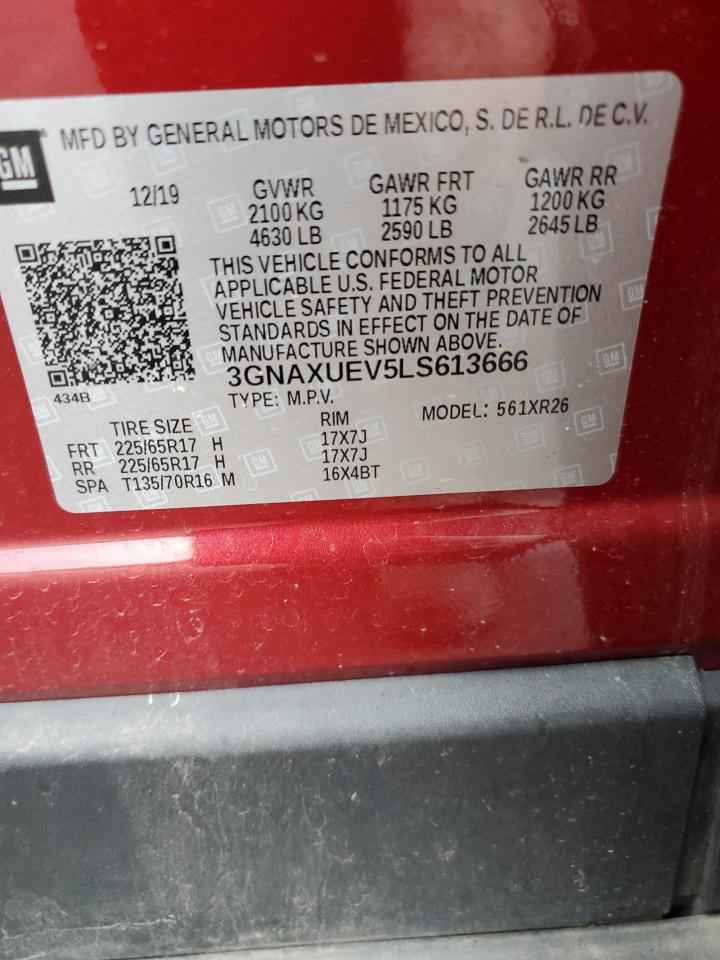 GM
MFD BY GENERAL MOTORS DE MEXICO, S. DE R.L. DE C.V.
12/19 GVWR GAWR FRT GAWR RR
2100 KG 1175 KG 1200 KG
4630 LB 2590 LB 2645 LB
THIS VEHICLE CONFORMS TO ALL
APPLICABLE U.S. FEDERAL MOTOR
VEHICLE SAFETY AND THEFT PREVENTION
STANDARDS IN EFFECT ON THE DATE OF
MANUFACTURE SHOWN ABOVE.
3GNAXUEV5LS613666
434B
TYPE: M.P.V. MODEL: 561XR26
TIRE SIZE RIM
FRT 225/65R17 H 17X7J
RR 225/65R17 H 17X7J
SPA T135/70R16 M 16X4BT